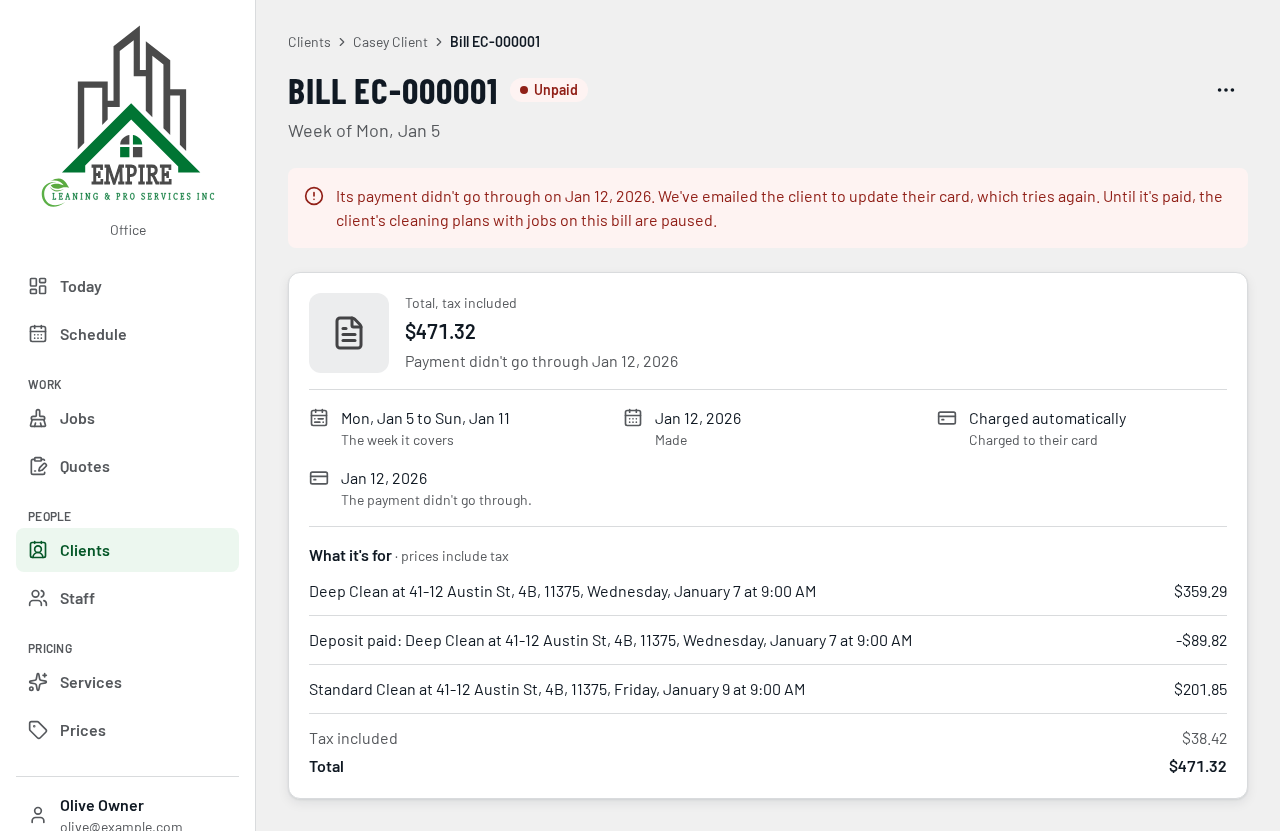 EMPIRE
LEANING & PRO SERVICES INC
Office
Today
Schedule
WORK
Jobs
Quotes
PEOPLE
Clients
Staff
PRICING
Services
Prices
Olive Owner
olive@example.com
Clients > Casey Client > Bill EC-000001
BILL EC-000001 Unpaid
Week of Mon, Jan 5
Its payment didn't go through on Jan 12, 2026. We've emailed the client to update their card, which tries again. Until it's paid, the
client's cleaning plans with jobs on this bill are paused.
Total, tax included
$471.32
Payment didn't go through Jan 12, 2026
Mon, Jan 5 to Sun, Jan 11
The week it covers
Jan 12, 2026
Made
Charged automatically
Charged to their card
Jan 12, 2026
The payment didn't go through.
What it's for · prices include tax
Deep Clean at 41-12 Austin St, 4B, 11375, Wednesday, January 7 at 9:00 AM $359.29
Deposit paid: Deep Clean at 41-12 Austin St, 4B, 11375, Wednesday, January 7 at 9:00 AM -$89.82
Standard Clean at 41-12 Austin St, 4B, 11375, Friday, January 9 at 9:00 AM $201.85
Tax included $38.42
Total $471.32